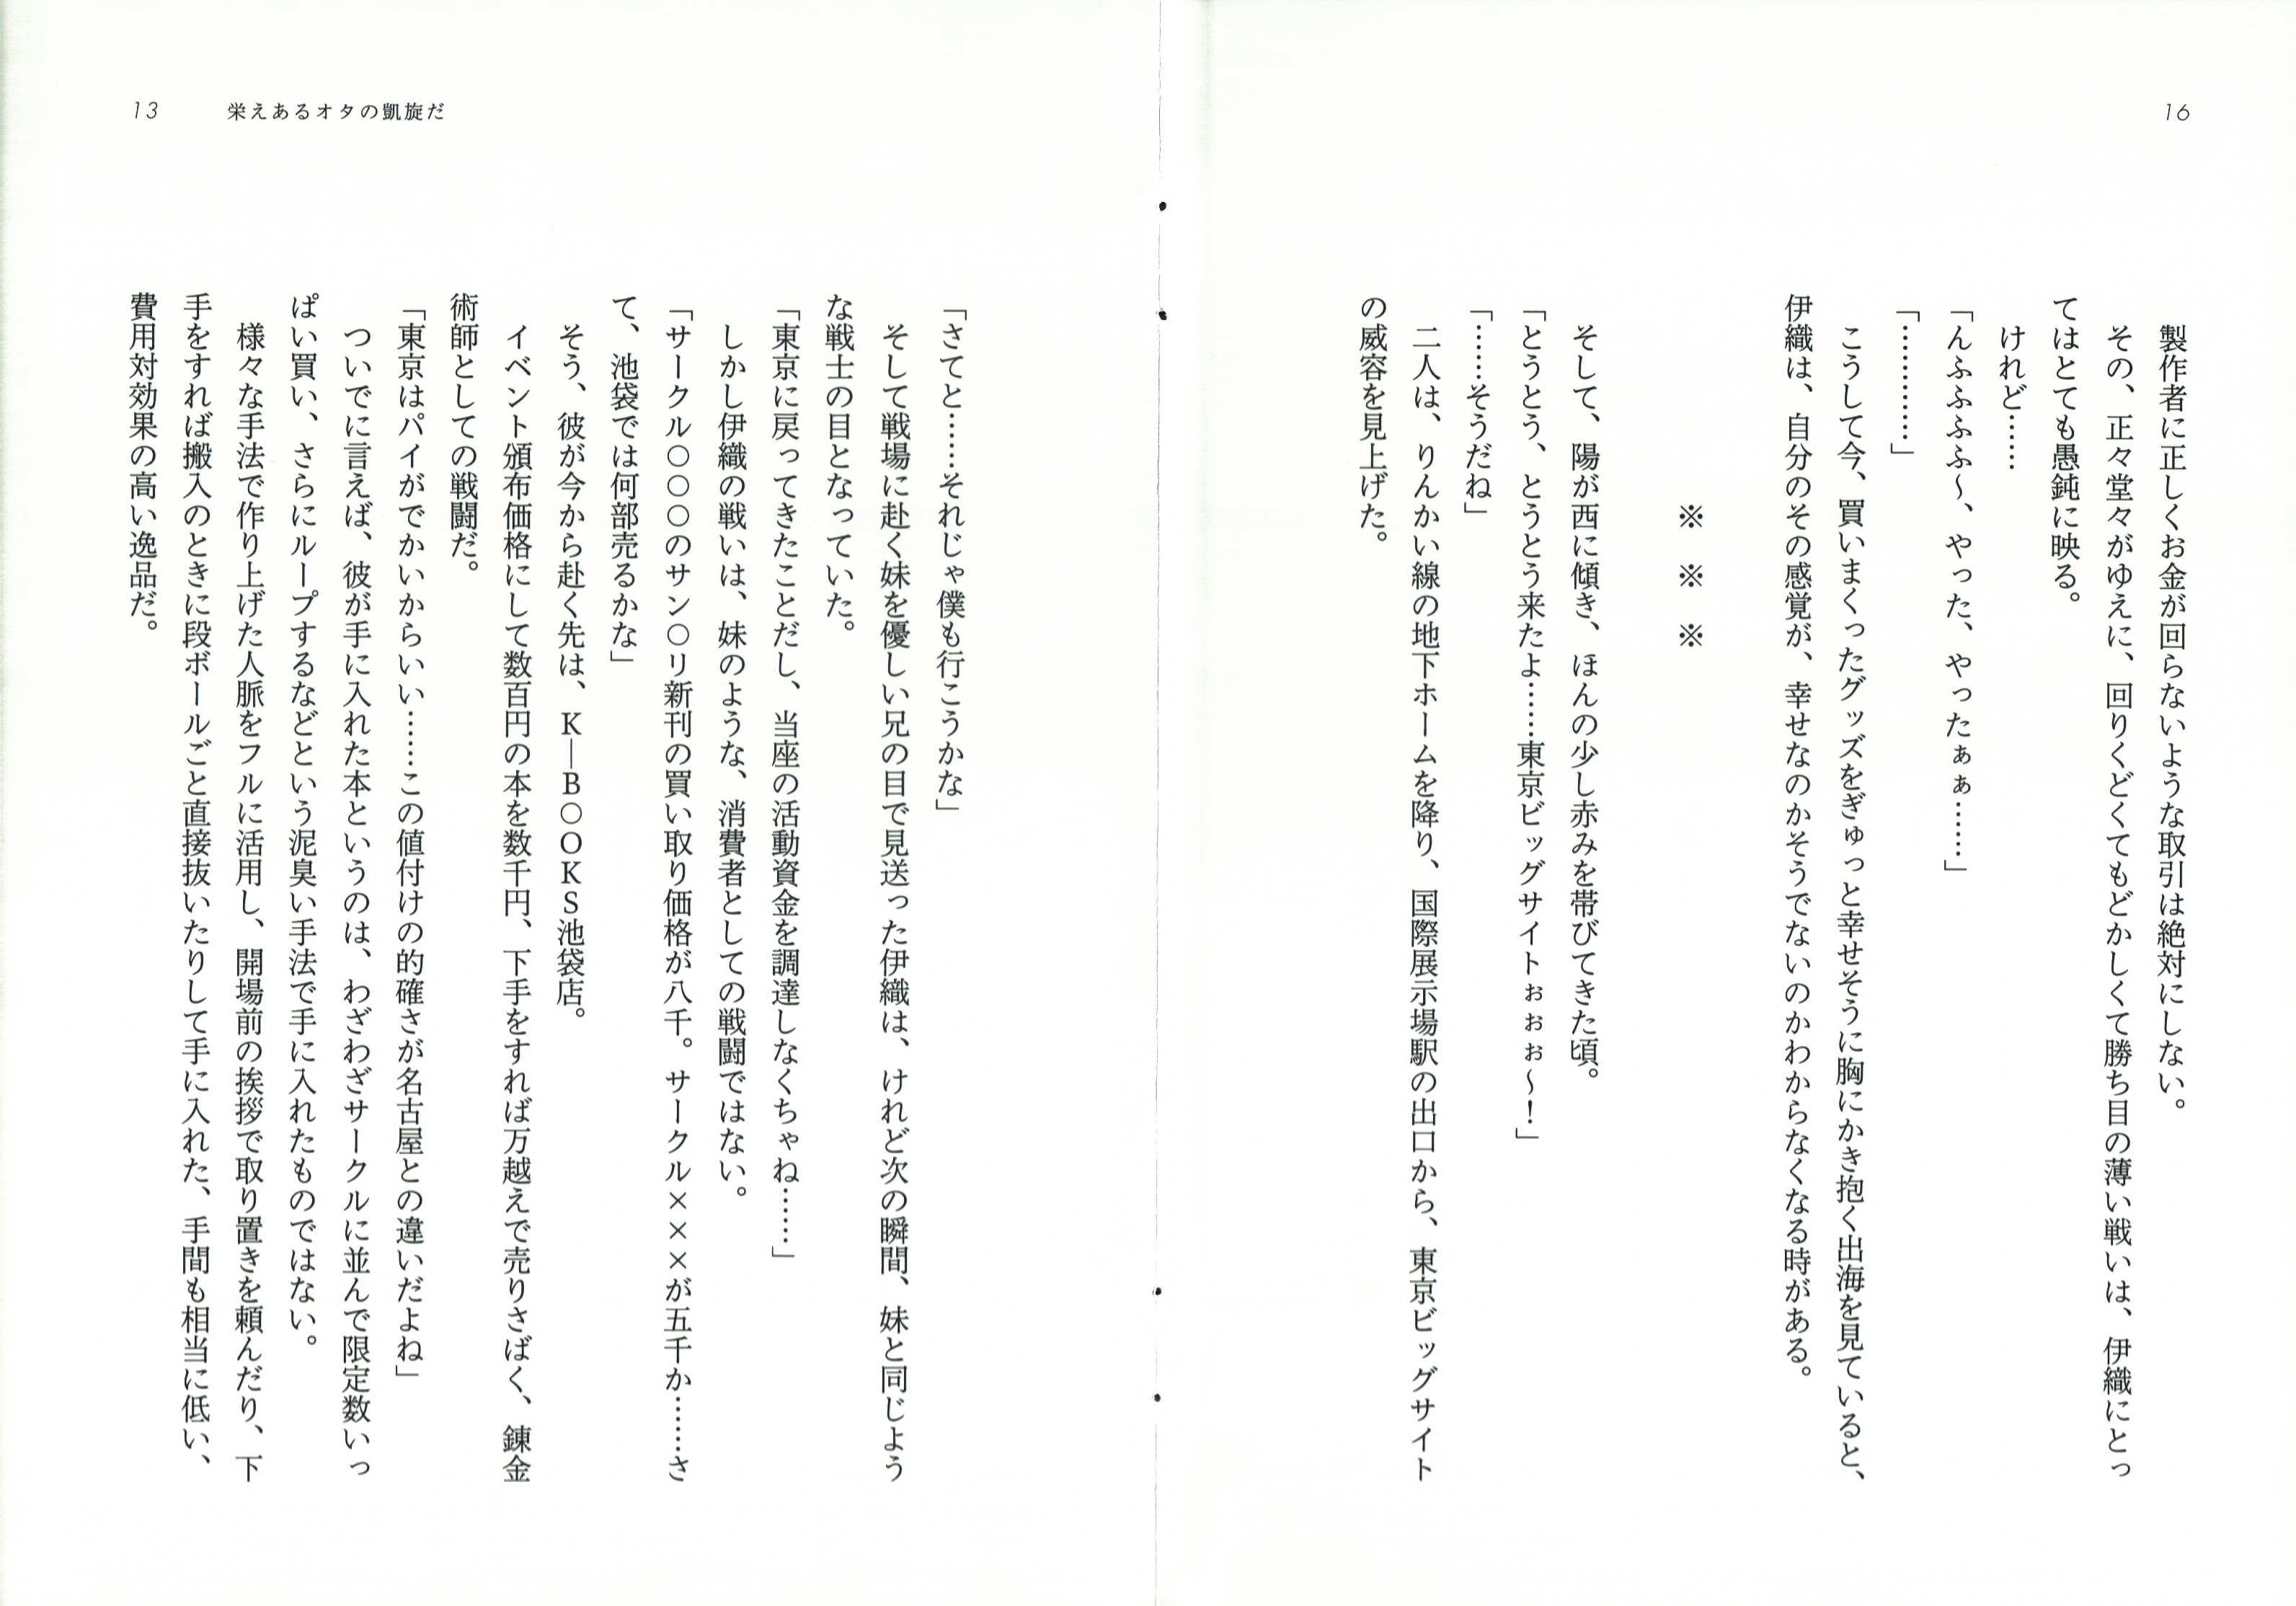 16
製作者に正しくお金が回らないような取引は絶対にしない。
その、正々堂々がゆえに、回りくどくてもどかしくて勝ち目の薄い戦いは、伊織にとっ
てはとても愚鈍に映る。
けれど……
「んふふふふ～、やった、やったぁぁ……」
「…………」
こうして今、買いまくったグッズをぎゅっと幸せそうに胸にかき抱く出海を見ていると、
伊織は、自分のその感覚が、幸せなのかそうでないのかわからなくなる時がある。
※　※　※
そして、陽が西に傾き、ほんの少し赤みを帯びてきた頃。
「とうとう、とうとう来たよ……東京ビッグサイトぉぉぉ～！」
「……そうだね」
二人は、りんかい線の地下ホームを降り、国際展示場駅の出口から、東京ビッグサイト
の威容を見上げた。
13
栄えあるオタの凱旋だ
「さてと……それじゃ僕も行こうかな」
そして戦場に赴く妹を優しい兄の目で見送った伊織は、けれど次の瞬間、妹と同じよう
な戦士の目となっていた。
「東京に戻ってきたことだし、当座の活動資金を調達しなくちゃね……」
しかし伊織の戦いは、妹のような、消費者としての戦闘ではない。
「サークル○○○のサン○リ新刊の買い取り価格が八千。サークル×××が五千か……さ
て、池袋では何部売るかな」
そう、彼が今から赴く先は、K―B○OKS池袋店。
イベント頒布価格にして数百円の本を数千円、下手をすれば万越えで売りさばく、錬金
術師としての戦闘だ。
「東京はパイがでかいからいい……この値付けの的確さが名古屋との違いだよね」
ついでに言えば、彼が手に入れた本というのは、わざわざサークルに並んで限定数いっ
ぱい買い、さらにループするなどという泥臭い手法で手に入れたものではない。
様々な手法で作り上げた人脈をフルに活用し、開場前の挨拶で取り置きを頼んだり、下
手をすれば搬入のときに段ボールごと直接抜いたりして手に入れた、手間も相当に低い、
費用対効果の高い逸品だ。